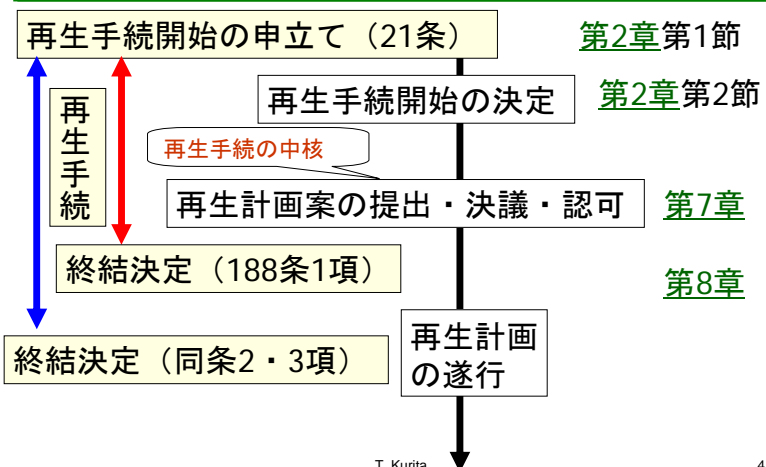 再生手続開始の申立て（21条）
第2章第1節
再生手続開始の決定
第2章第2節
再生手続
再生手続の中核
再生計画案の提出・決議・認可
第7章
終結決定（188条1項）
第8章
再生計画
の遂行
終結決定（同条2・3項）
T. Kurita
4